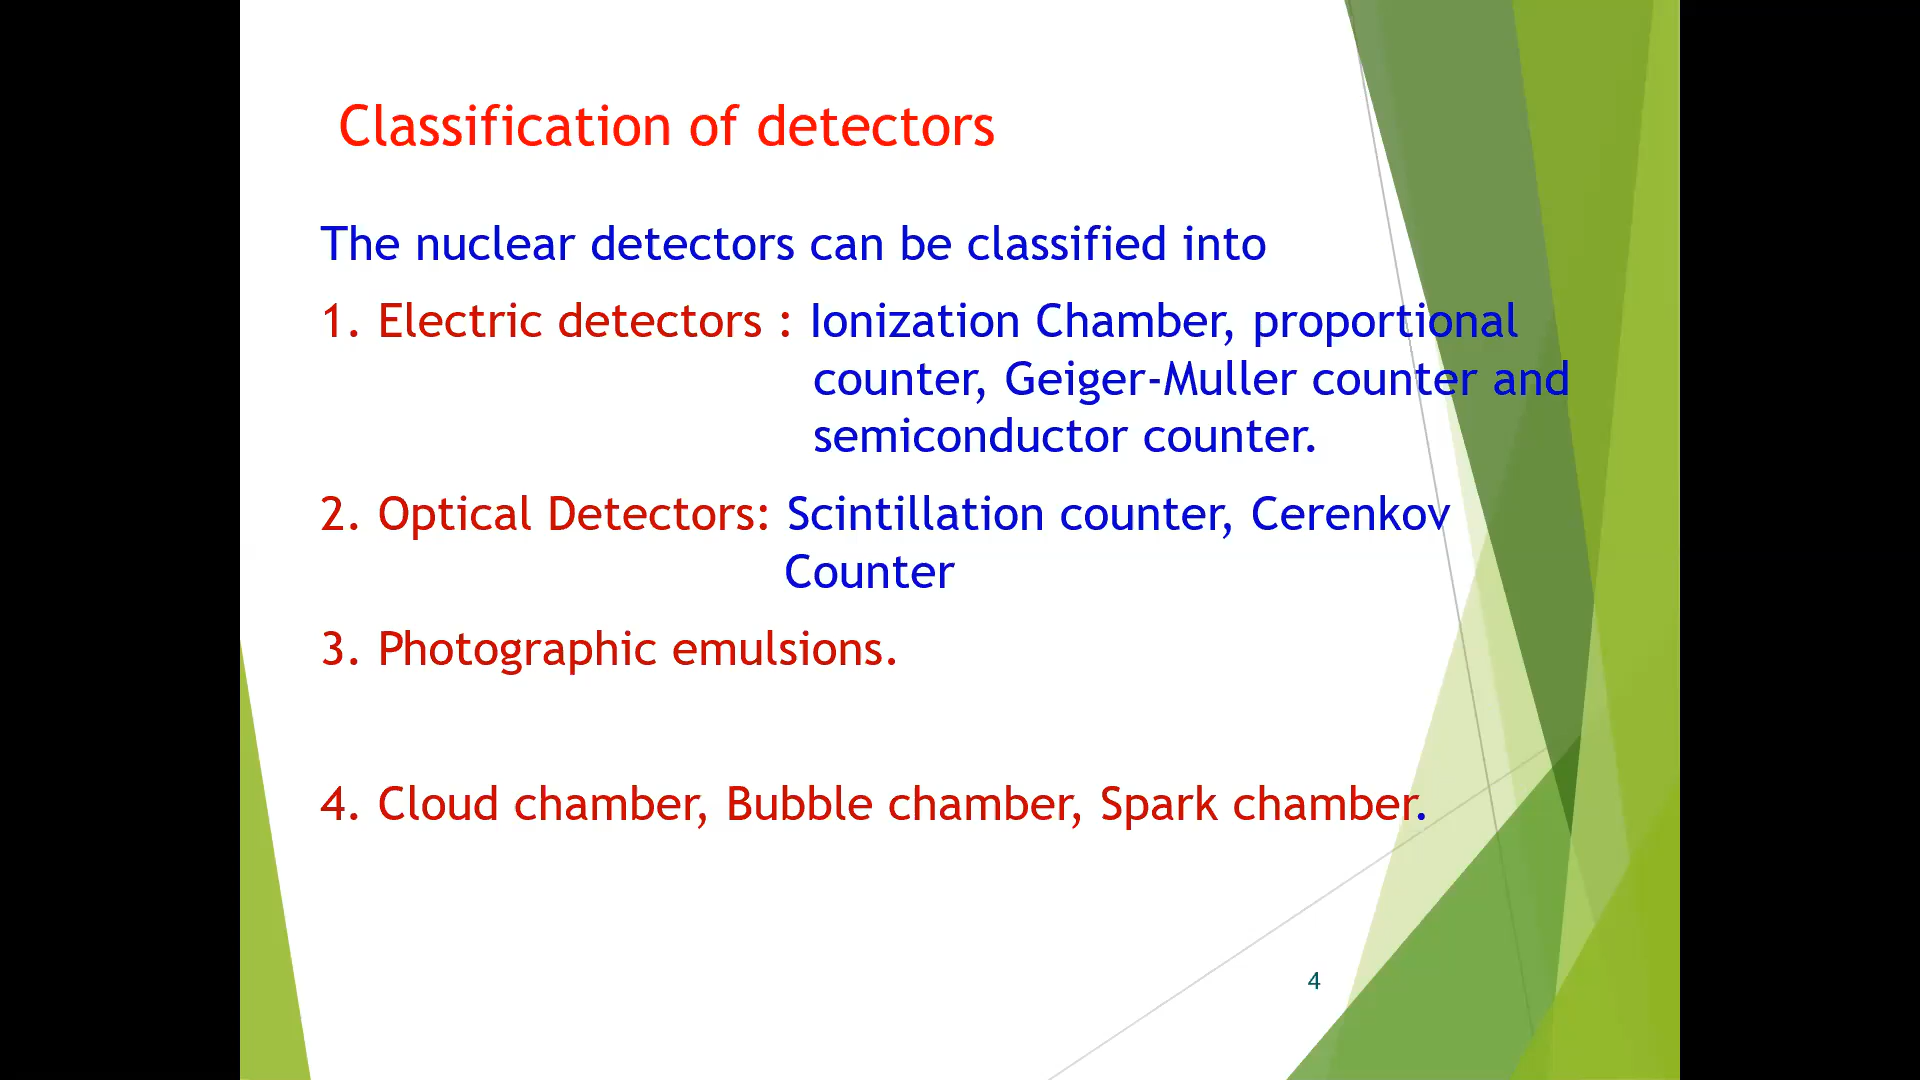 Classification of detectors
The nuclear detectors can be classified into
1. Electric detectors : Ionization Chamber, proportional
counter, Geiger-Muller counter and
semiconductor counter.
2. Optical Detectors: Scintillation counter, Cerenkov
Counter
3. Photographic emulsions.
4. Cloud chamber, Bubble chamber, Spark chamber.
4